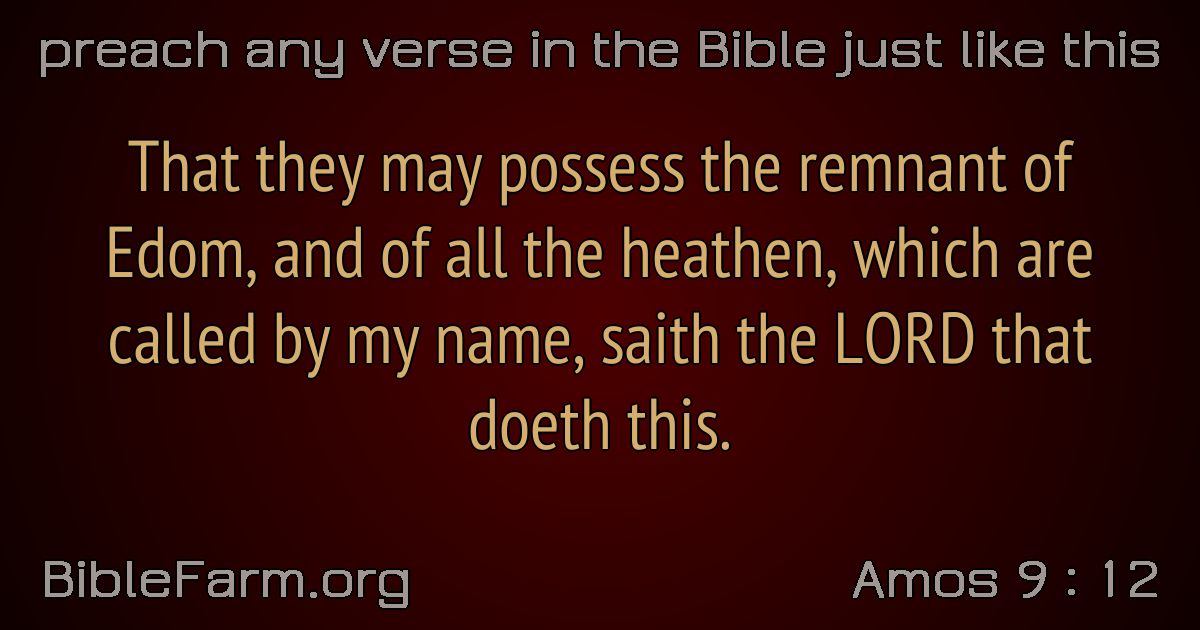 preach any verse in the Bible just like this
That they may possess the remnant of
Edom, and of all the heathen, which are
called by my name, saith the LORD that
doeth this.
BibleFarm.org
Amos 9 : 12